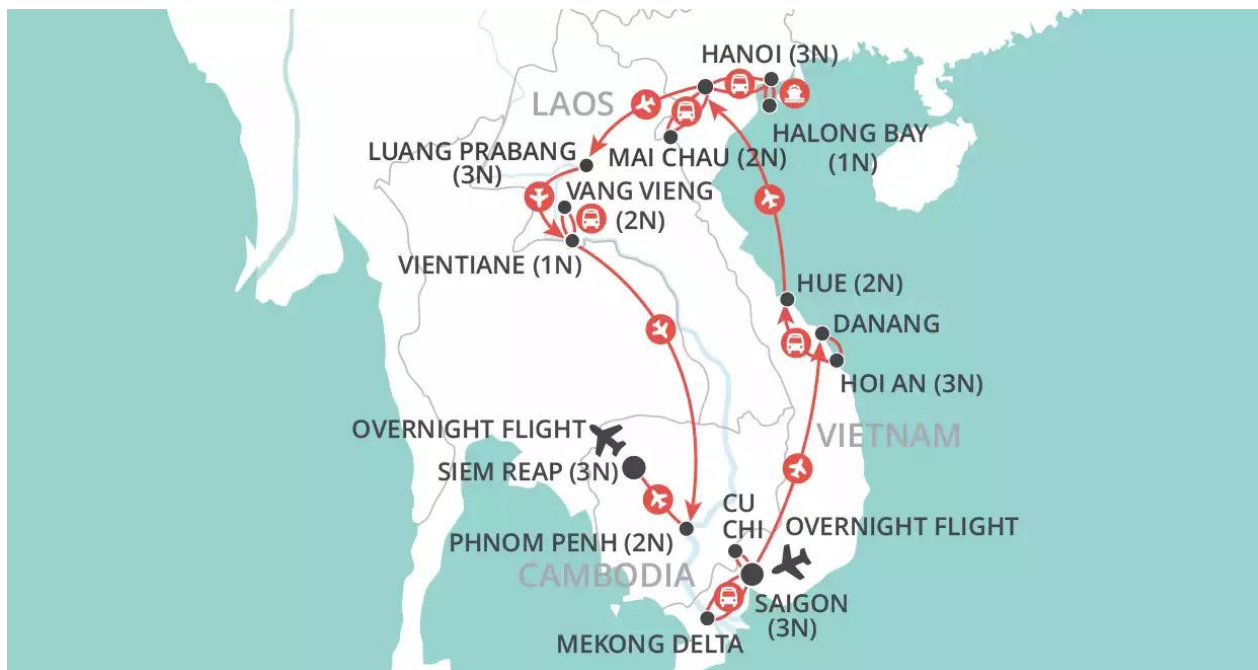 HANOI (3N)
LAOS
HALONG BAY
(1N)
LUANG PRABANG
(3N)
MAI CHAU (2N)
VANG VIENG
(2N)
VIENTIANE (1N)
HUE (2N)
DANANG
HOI AN (3N)
VIETNAM
OVERNIGHT FLIGHT
SIEM REAP (3N)
CU
CHI
OVERNIGHT FLIGHT
PHNOM PENH (2N)
CAMBODIA
SAIGON
(3N)
MEKONG DELTA